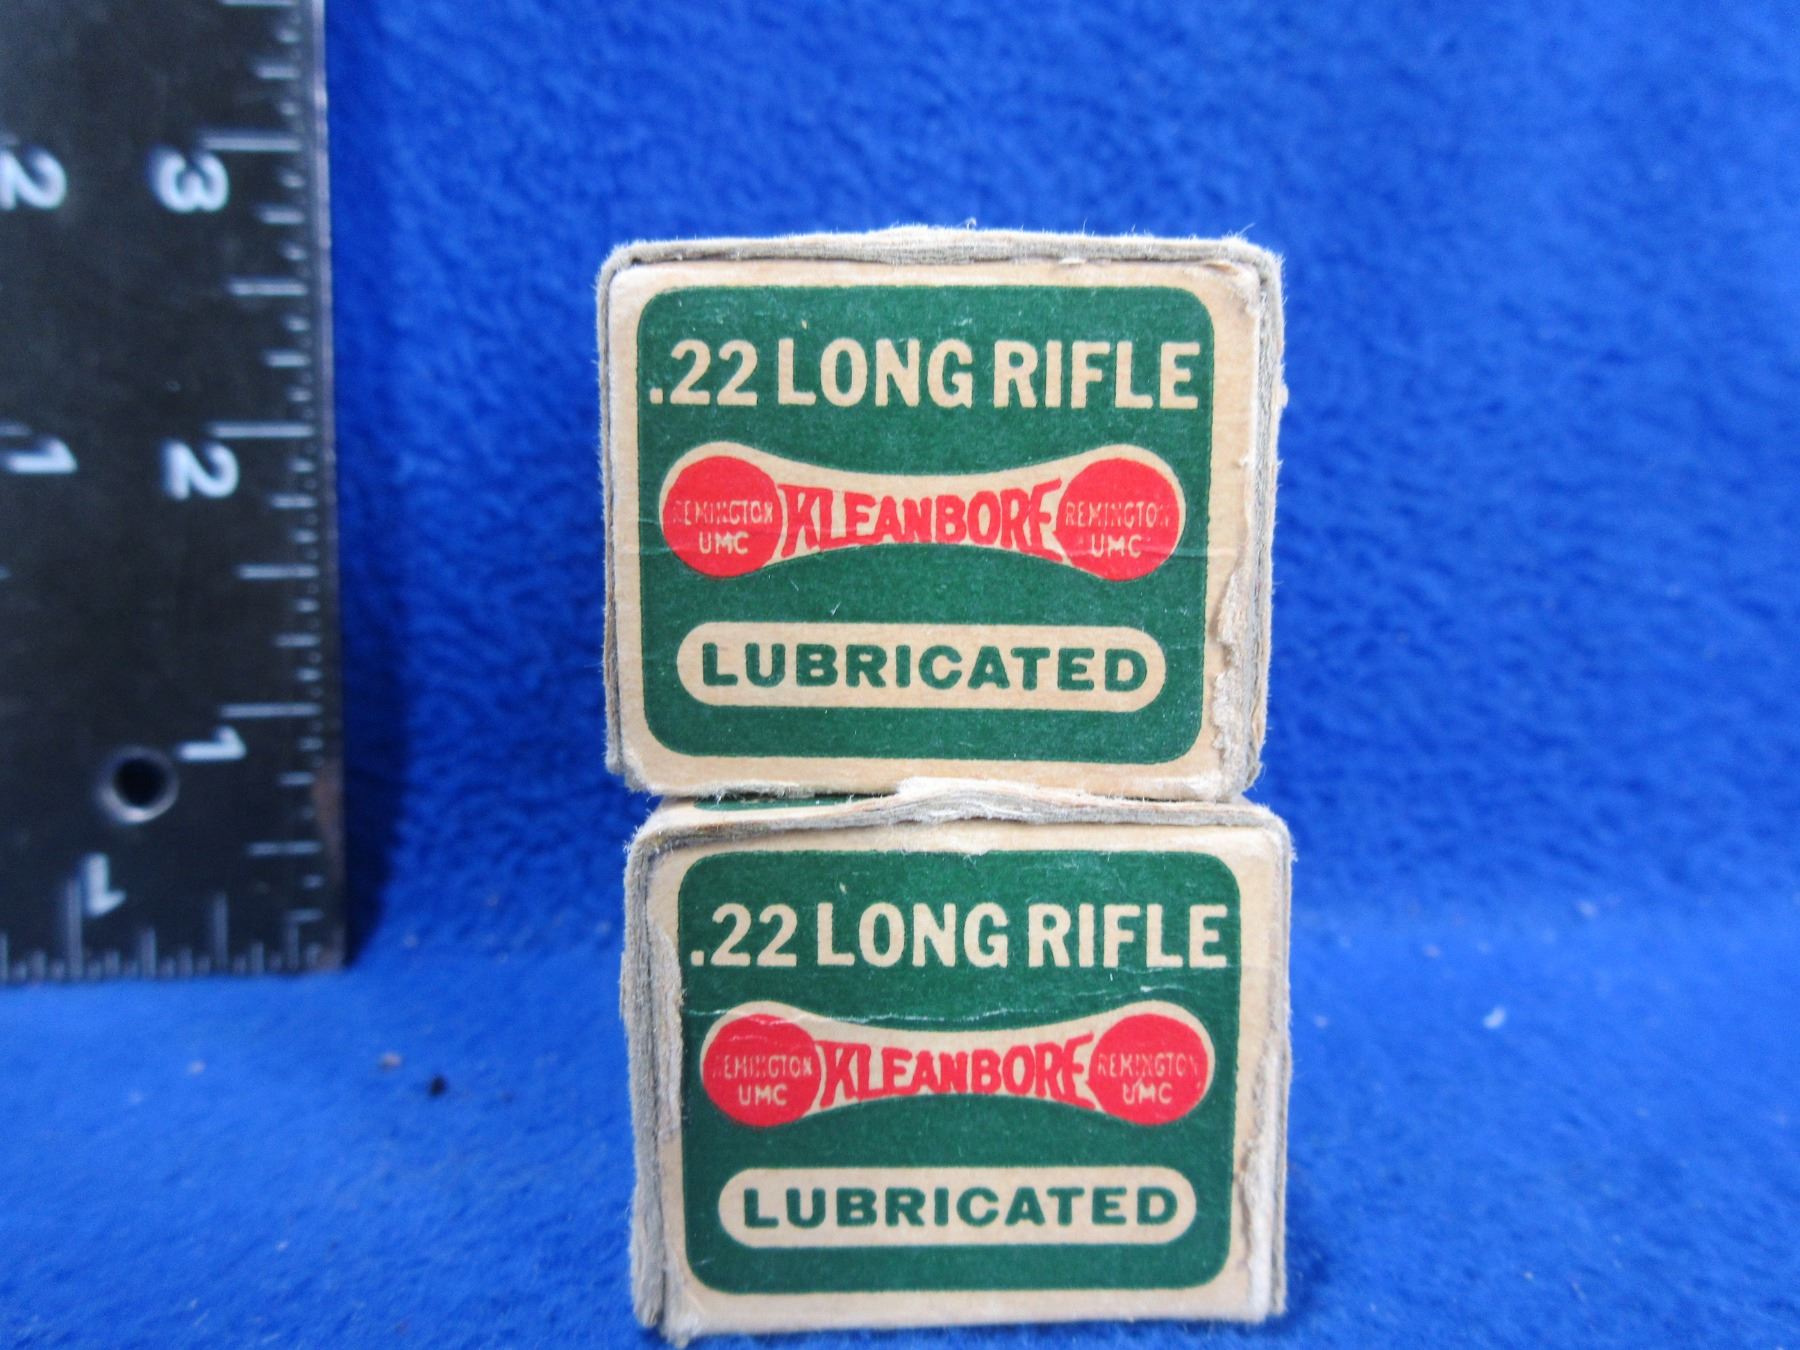 3
2
2
1
1
1
.22 LONG RIFLE
REMINGTON UMC KLEANBORE REMINGTON UMC
LUBRICATED
.22 LONG RIFLE
REMINGTON UMC KLEANBORE REMINGTON UMC
LUBRICATED